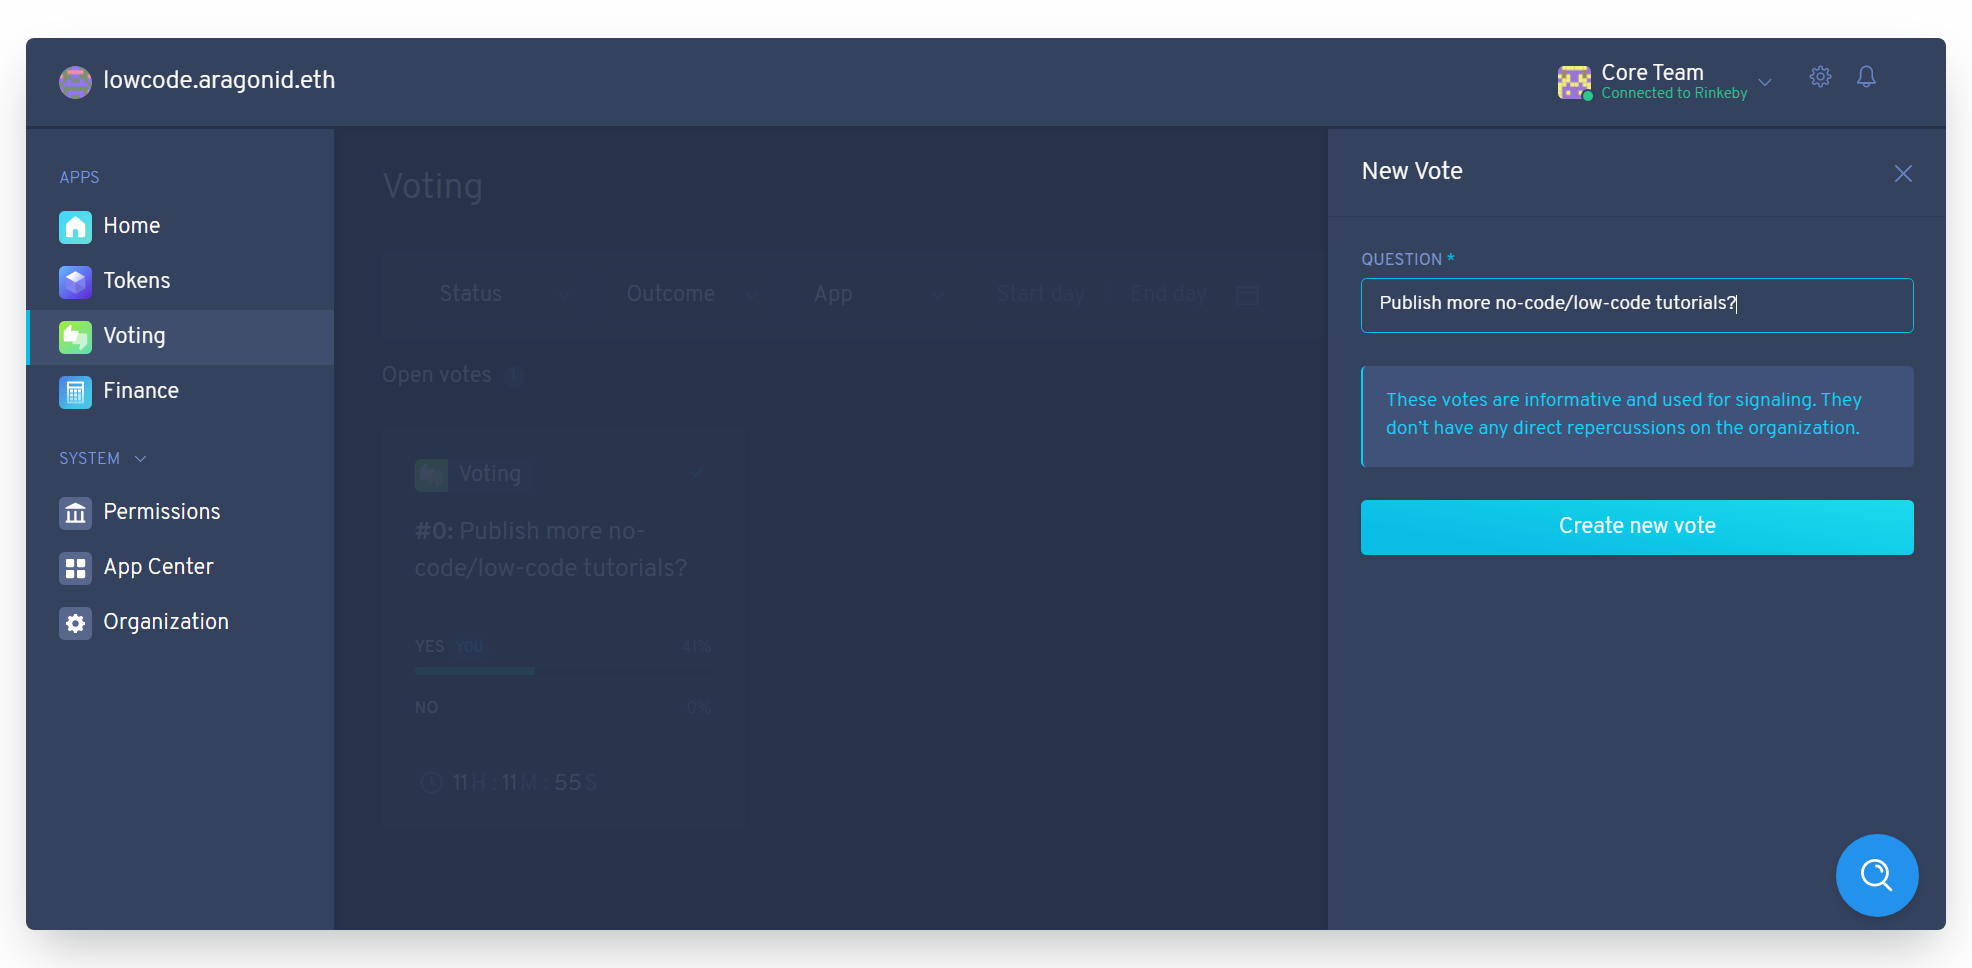 lowcode.aragonid.eth
Core Team
Connected to Rinkeby
APPS
Home
Tokens
Voting
Finance
SYSTEM
Permissions
App Center
Organization
Voting
Status
Outcome
App
Start day
End day
Open votes 1
Voting
#0: Publish more no-
code/low-code tutorials?
YES YOU 41%
NO 0%
11 H : 11 M : 55 S
New Vote
QUESTION *
Publish more no-code/low-code tutorials?
These votes are informative and used for signaling. They
don’t have any direct repercussions on the organization.
Create new vote